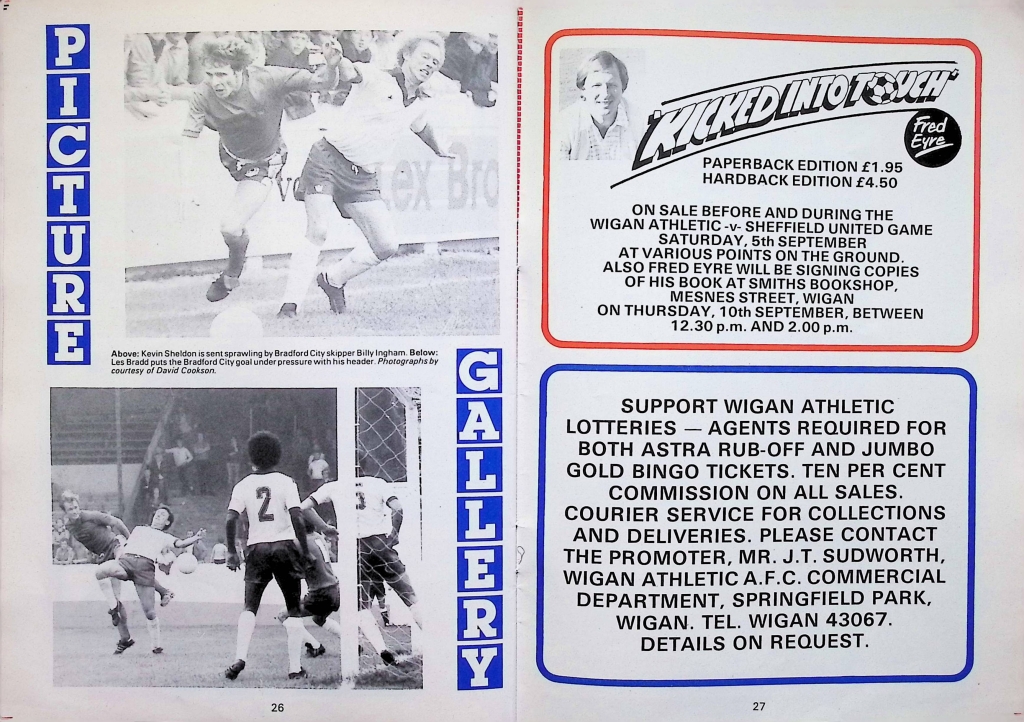 PICTURE
Lex Bro
Above: Kevin Sheldon is sent sprawling by Bradford City skipper Billy Ingham. Below:
Les Bradd puts the Bradford City goal under pressure with his header. Photographs by
courtesy of David Cookson.
GALLERY
2
26
'KICKED INTO TOUCH'
Fred
Eyre
PAPERBACK EDITION £1.95
HARDBACK EDITION £4.50
ON SALE BEFORE AND DURING THE
WIGAN ATHLETIC -v- SHEFFIELD UNITED GAME
SATURDAY, 5th SEPTEMBER
AT VARIOUS POINTS ON THE GROUND.
ALSO FRED EYRE WILL BE SIGNING COPIES
OF HIS BOOK AT SMITHS BOOKSHOP,
MESNES STREET, WIGAN
ON THURSDAY, 10th SEPTEMBER, BETWEEN
12.30 p.m. AND 2.00 p.m.
SUPPORT WIGAN ATHLETIC
LOTTERIES — AGENTS REQUIRED FOR
BOTH ASTRA RUB-OFF AND JUMBO
GOLD BINGO TICKETS. TEN PER CENT
COMMISSION ON ALL SALES.
COURIER SERVICE FOR COLLECTIONS
AND DELIVERIES. PLEASE CONTACT
THE PROMOTER, MR. J.T. SUDWORTH,
WIGAN ATHLETIC A.F.C. COMMERCIAL
DEPARTMENT, SPRINGFIELD PARK,
WIGAN. TEL. WIGAN 43067.
DETAILS ON REQUEST.
27